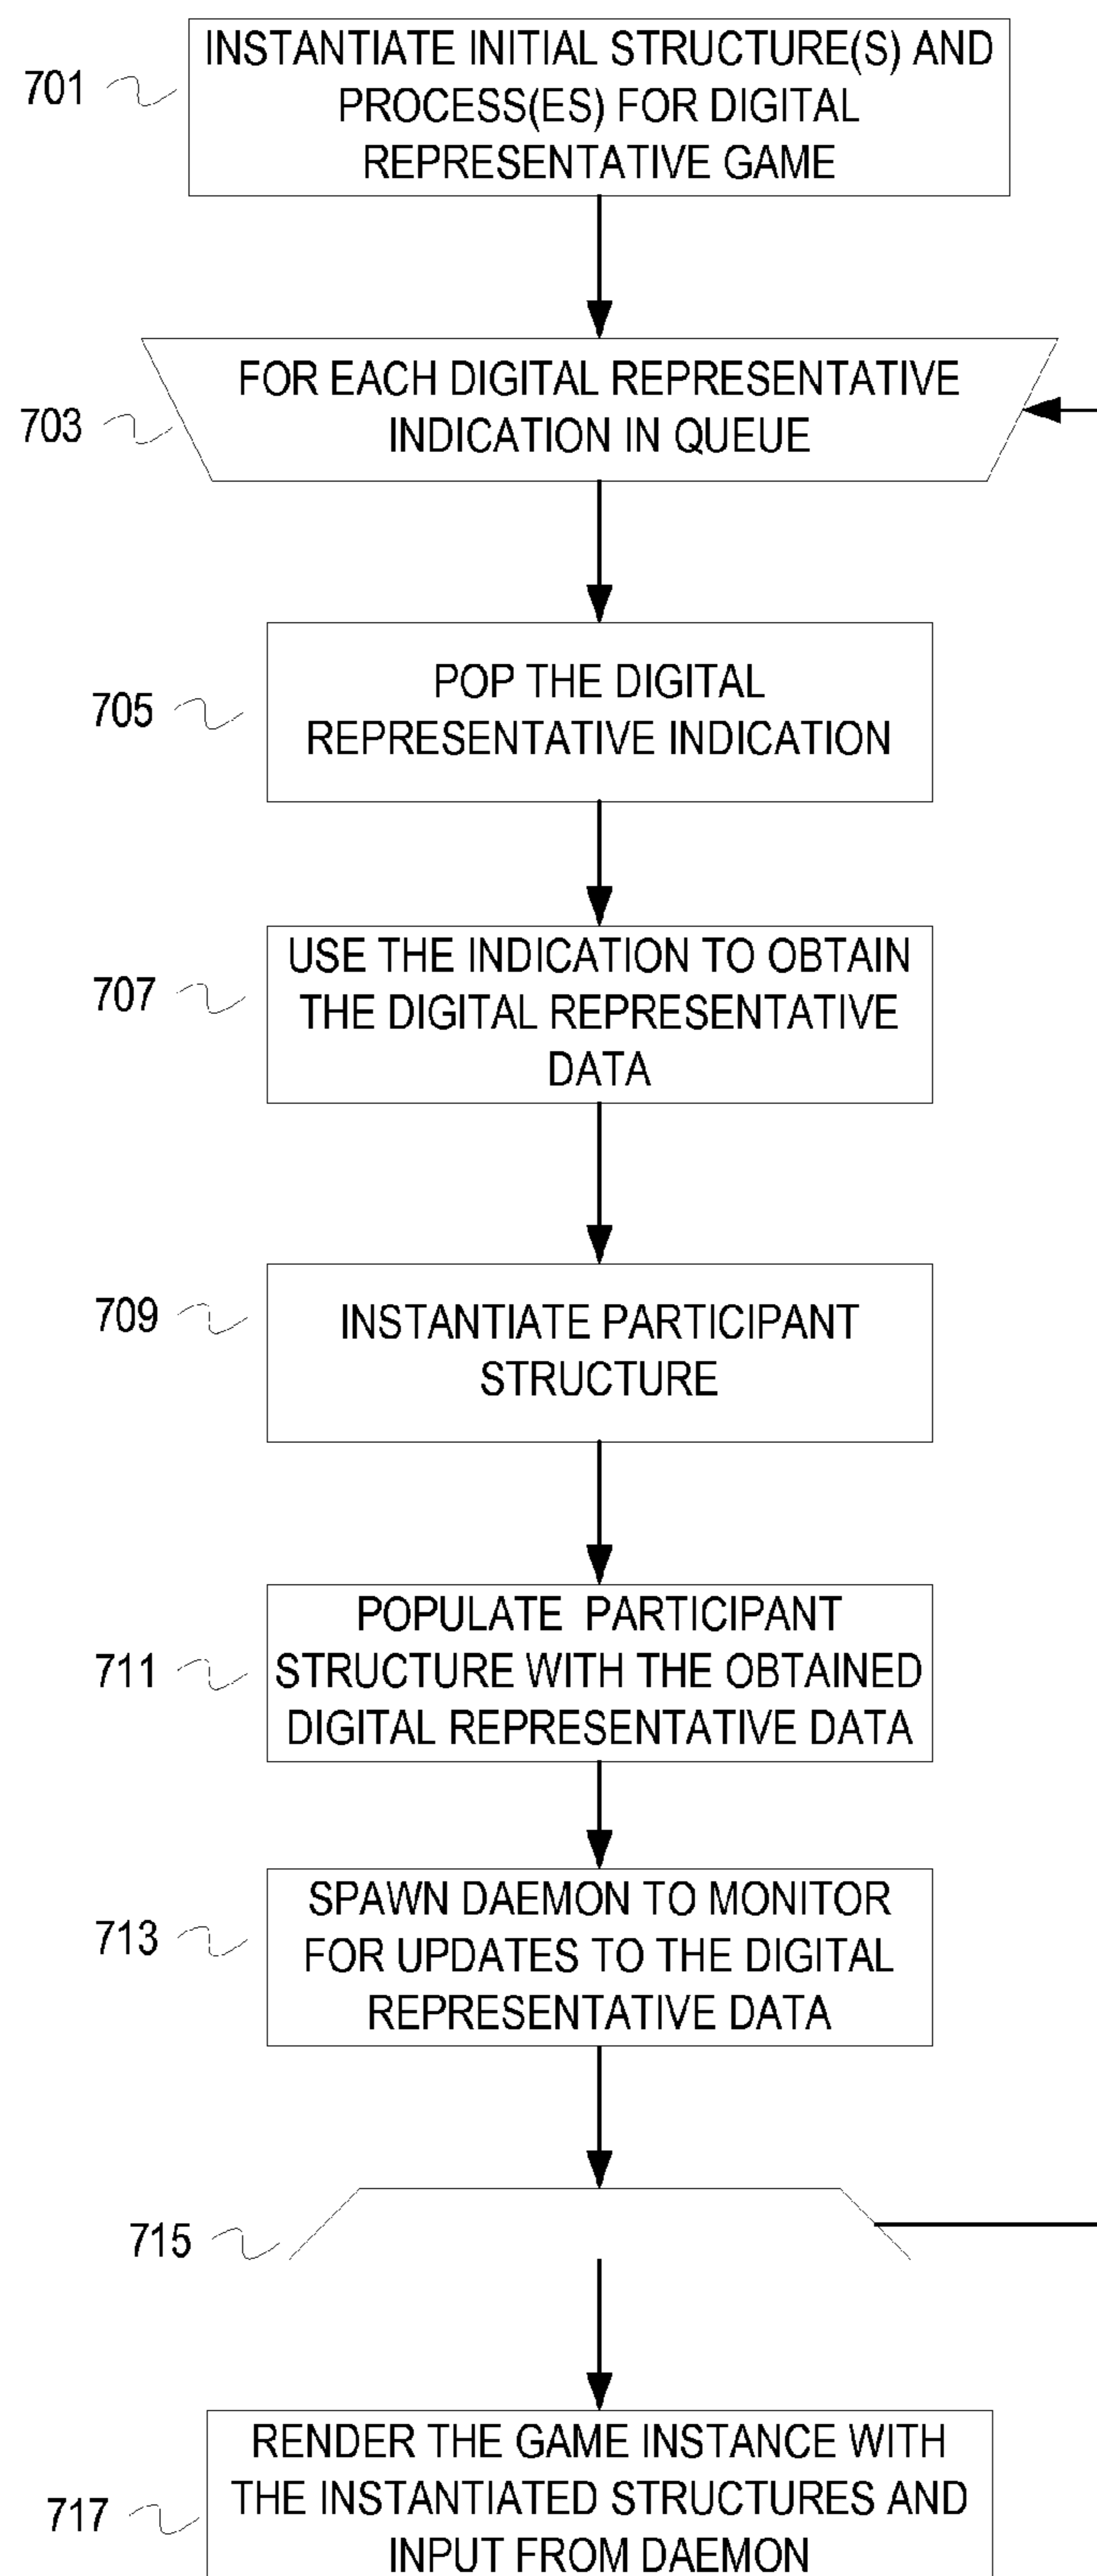 701
INSTANTIATE INITIAL STRUCTURE(S) AND
PROCESS(ES) FOR DIGITAL
REPRESENTATIVE GAME
703
FOR EACH DIGITAL REPRESENTATIVE
INDICATION IN QUEUE
705
POP THE DIGITAL
REPRESENTATIVE INDICATION
707
USE THE INDICATION TO OBTAIN
THE DIGITAL REPRESENTATIVE
DATA
709
INSTANTIATE PARTICIPANT
STRUCTURE
711
POPULATE PARTICIPANT
STRUCTURE WITH THE OBTAINED
DIGITAL REPRESENTATIVE DATA
713
SPAWN DAEMON TO MONITOR
FOR UPDATES TO THE DIGITAL
REPRESENTATIVE DATA
715
717
RENDER THE GAME INSTANCE WITH
THE INSTANTIATED STRUCTURES AND
INPUT FROM DAEMON